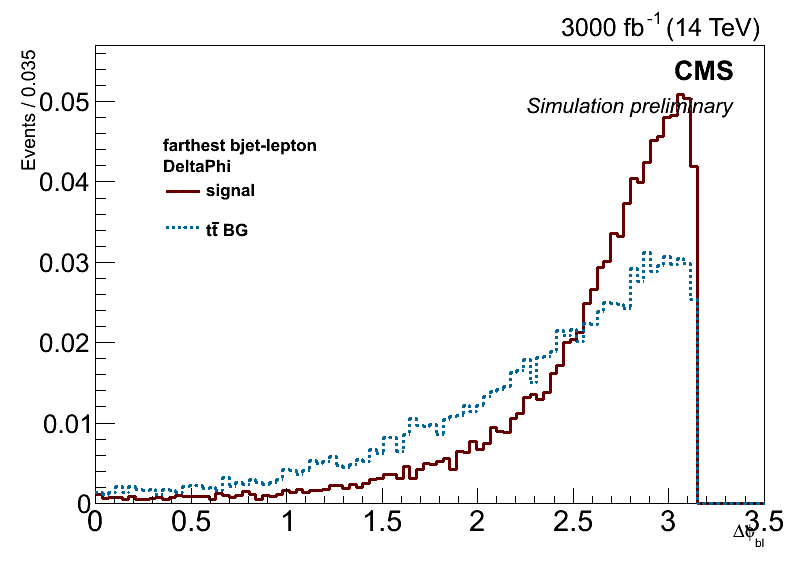 3000 fb⁻¹ (14 TeV)
CMS
Simulation preliminary
Events / 0.035
farthest bjet-lepton
DeltaPhi
signal
tt̄ BG
0.05
0.04
0.03
0.02
0.01
0
0 0.5 1 1.5 2 2.5 3 3.5
Δϕ_bl